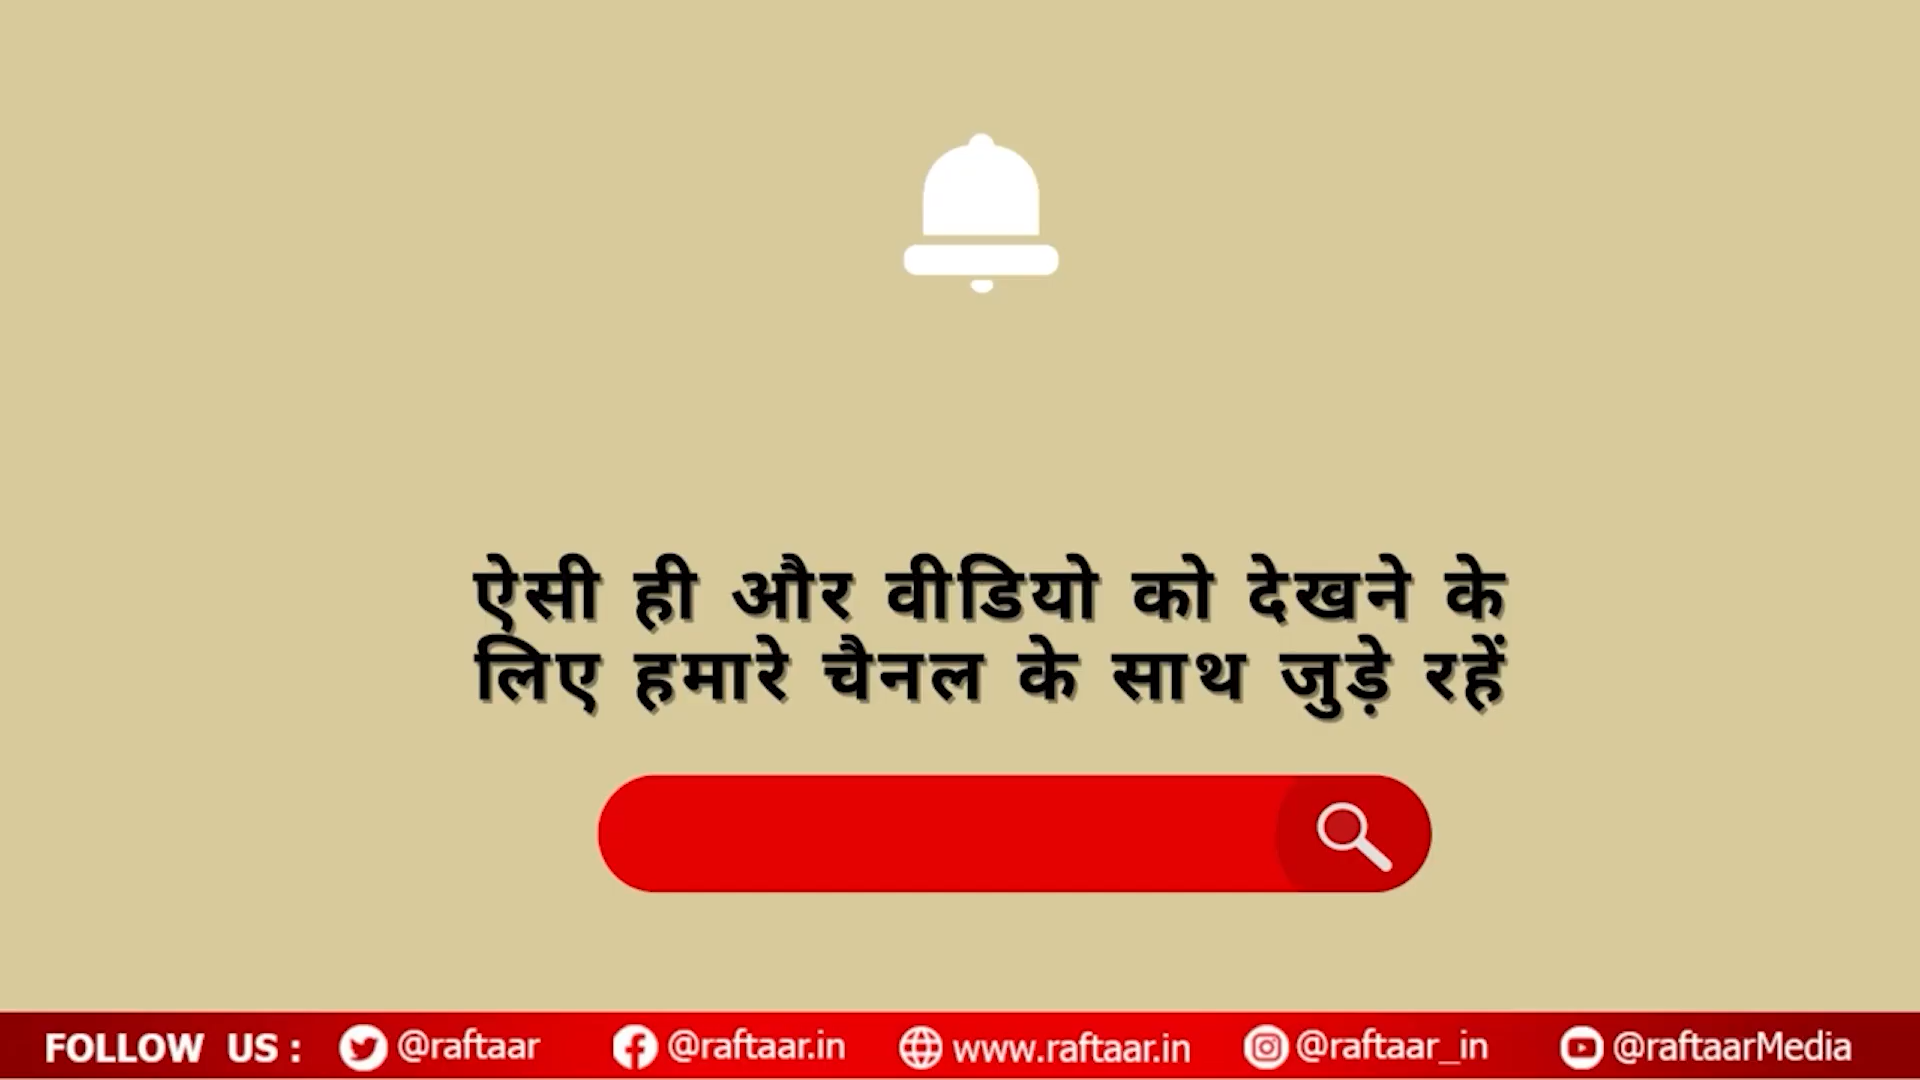 ऐसी ही और वीडियो को देखने के
लिए हमारे चैनल के साथ जुड़े रहें
FOLLOW US : @raftaar @raftaar.in www.raftaar.in @raftaar_in @raftaarMedia